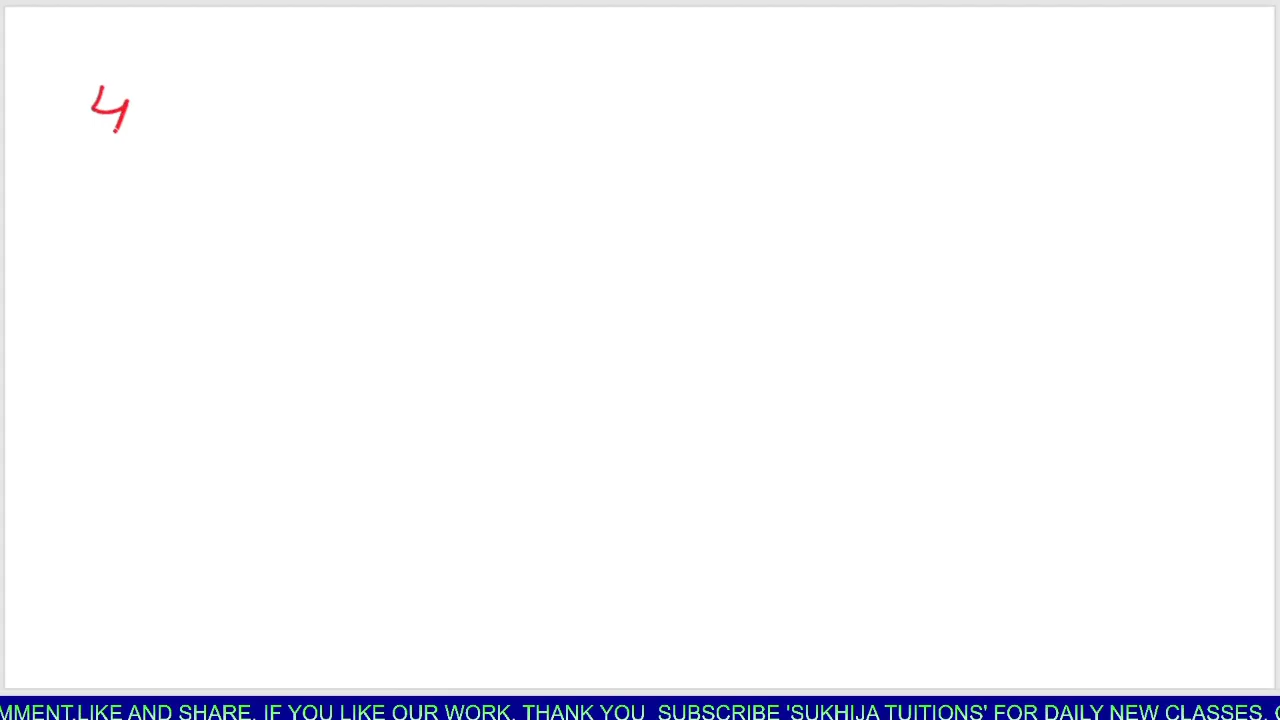 4
MMENT.LIKE AND SHARE. IF YOU LIKE OUR WORK. THANK YOU  SUBSCRIBE 'SUKHIJA TUITIONS' FOR DAILY NEW CLASSES.